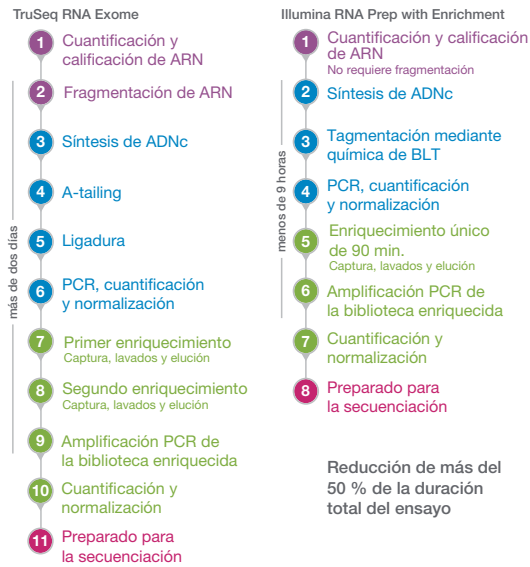 TruSeq RNA Exome
1 Cuantificación y
calificación de ARN
2 Fragmentación de ARN
3 Síntesis de ADNc
4 A-tailing
5 Ligadura
6 PCR, cuantificación
y normalización
7 Primer enriquecimiento
Captura, lavados y elución
8 Segundo enriquecimiento
Captura, lavados y elución
9 Amplificación PCR de
la biblioteca enriquecida
10 Cuantificación y
normalización
11 Preparado para
la secuenciación
más de dos días
Illumina RNA Prep with Enrichment
1 Cuantificación y calificación
de ARN
No requiere fragmentación
2 Síntesis de ADNc
3 Tagmentación mediante
química de BLT
4 PCR, cuantificación
y normalización
5 Enriquecimiento único
de 90 min.
Captura, lavados y elución
6 Amplificación PCR de
la biblioteca enriquecida
7 Cuantificación y
normalización
8 Preparado para
la secuenciación
menos de 9 horas
Reducción de más del
50 % de la duración
total del ensayo